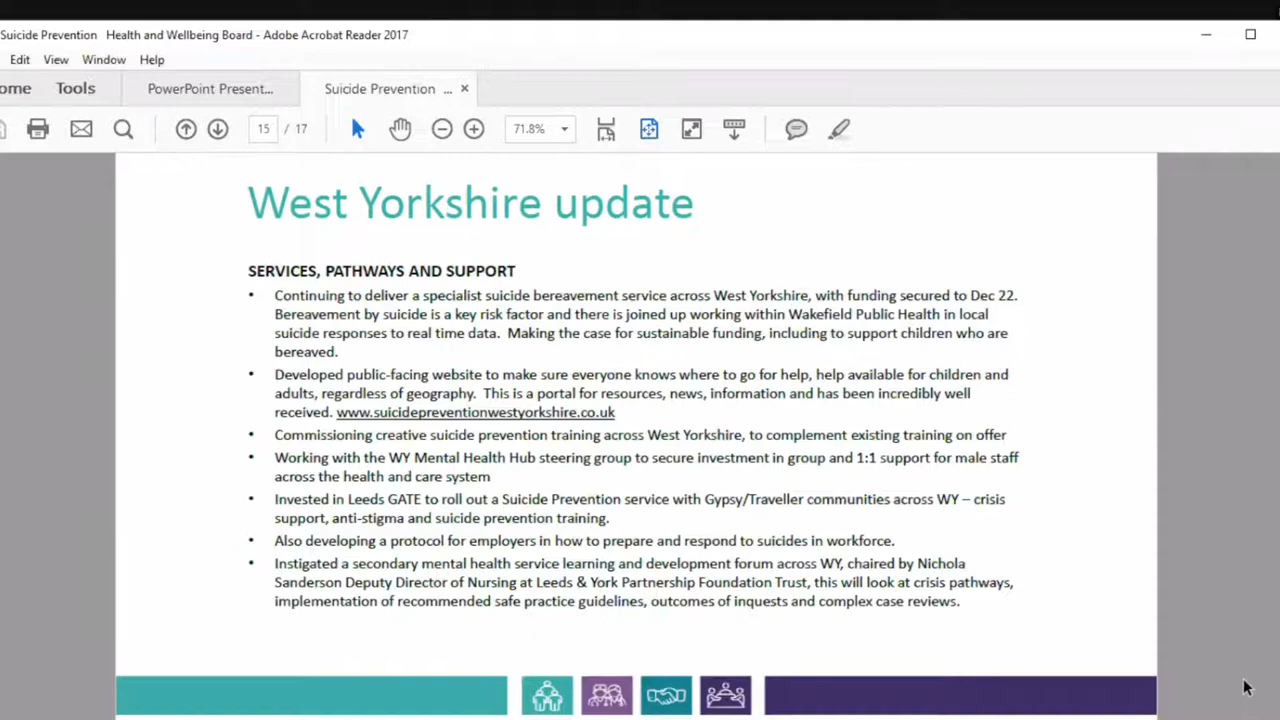 Suicide Prevention   Health and Wellbeing Board - Adobe Acrobat Reader 2017
Edit View Window Help
ome Tools PowerPoint Present... Suicide Prevention ... ×
15 / 17 71.8%
West Yorkshire update
SERVICES, PATHWAYS AND SUPPORT
• Continuing to deliver a specialist suicide bereavement service across West Yorkshire, with funding secured to Dec 22.
Bereavement by suicide is a key risk factor and there is joined up working within Wakefield Public Health in local
suicide responses to real time data.  Making the case for sustainable funding, including to support children who are
bereaved.
• Developed public-facing website to make sure everyone knows where to go for help, help available for children and
adults, regardless of geography.  This is a portal for resources, news, information and has been incredibly well
received. www.suicidepreventionwestyorkshire.co.uk
• Commissioning creative suicide prevention training across West Yorkshire, to complement existing training on offer
• Working with the WY Mental Health Hub steering group to secure investment in group and 1:1 support for male staff
across the health and care system
• Invested in Leeds GATE to roll out a Suicide Prevention service with Gypsy/Traveller communities across WY – crisis
support, anti-stigma and suicide prevention training.
• Also developing a protocol for employers in how to prepare and respond to suicides in workforce.
• Instigated a secondary mental health service learning and development forum across WY, chaired by Nichola
Sanderson Deputy Director of Nursing at Leeds & York Partnership Foundation Trust, this will look at crisis pathways,
implementation of recommended safe practice guidelines, outcomes of inquests and complex case reviews.